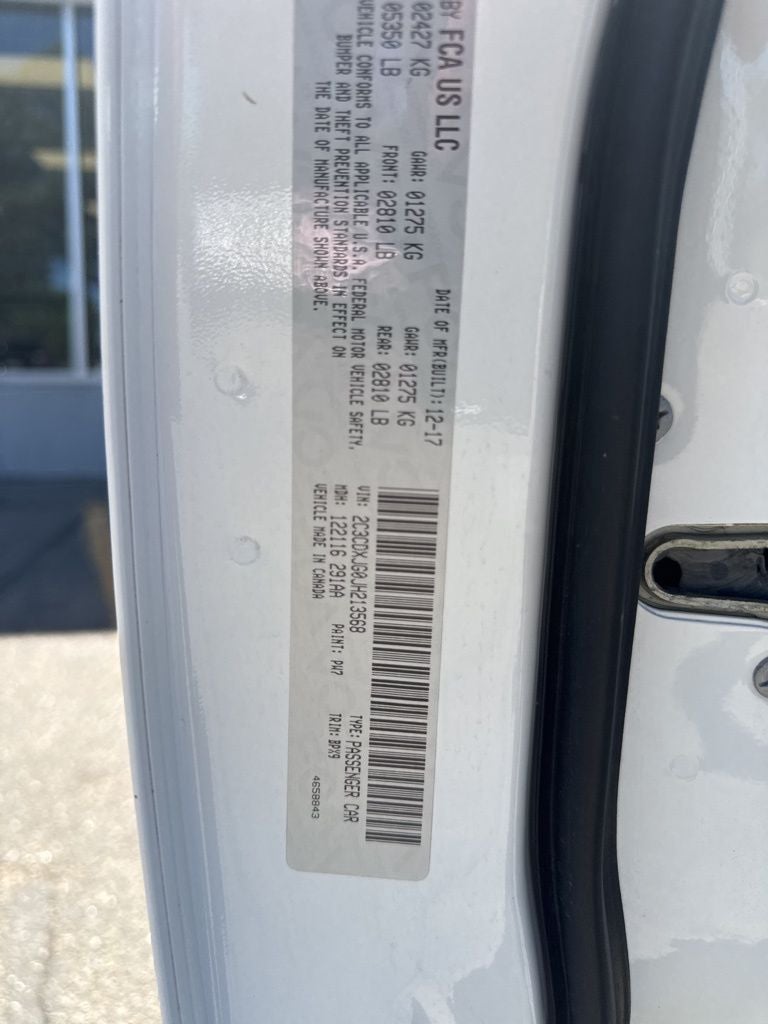 BY FCA US LLC
DATE OF MFR(BUILT):12-17
02427 KG GAWR: 01275 KG GAWR: 01275 KG
05350 LB FRONT: 02810 LB REAR: 02810 LB
VEHICLE CONFORMS TO ALL APPLICABLE U.S.A. FEDERAL MOTOR VEHICLE SAFETY,
BUMPER AND THEFT PREVENTION STANDARDS IN EFFECT ON
THE DATE OF MANUFACTURE SHOWN ABOVE.
VIN: 2C3CDXJG0JH213568 TYPE: PASSENGER CAR
MDH: 122116 291AA PAINT: PW7 TRIM: BPX9
VEHICLE MADE IN CANADA 4658843